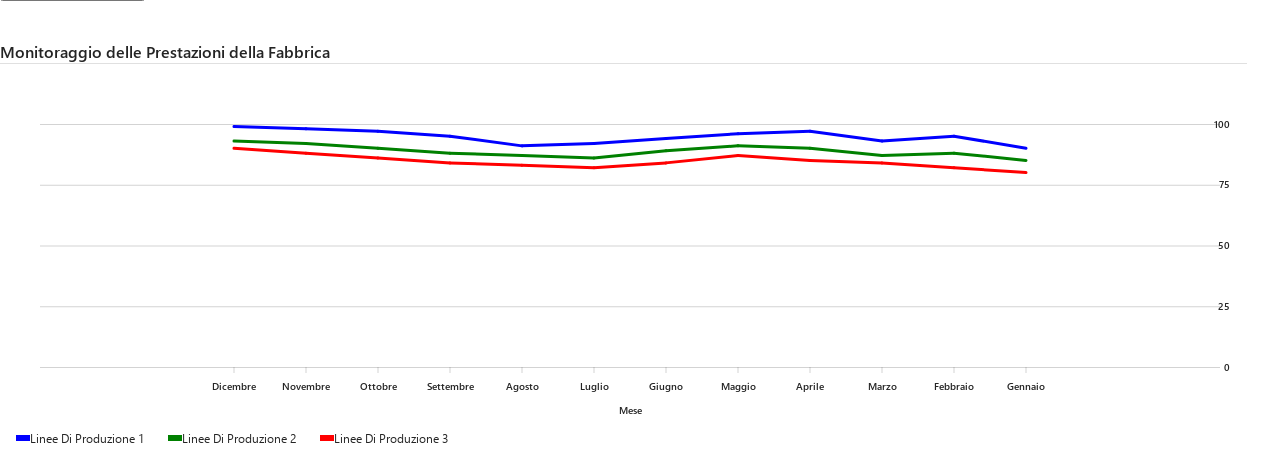 Monitoraggio delle Prestazioni della Fabbrica
100
75
50
25
0
Dicembre Novembre Ottobre Settembre Agosto Luglio Giugno Maggio Aprile Marzo Febbraio Gennaio
Mese
Linee Di Produzione 1 Linee Di Produzione 2 Linee Di Produzione 3